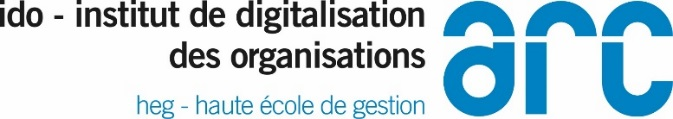 ido - institut de digitalisation
des organisations
heg - haute école de gestion
arc